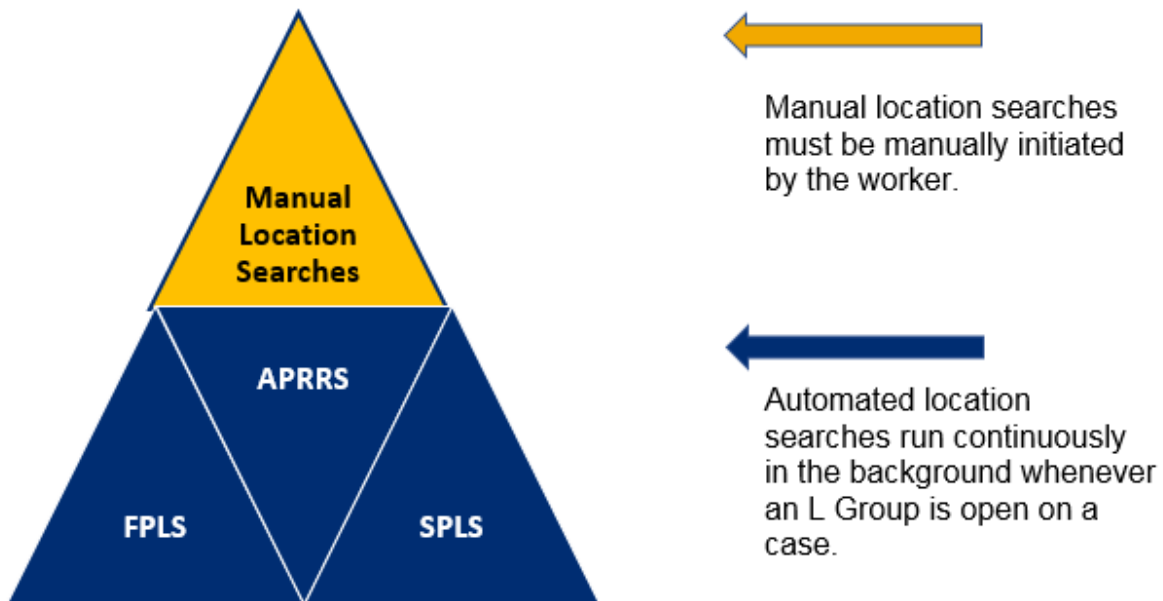 Manual
Location
Searches
APRRS
FPLS
SPLS
Manual location searches
must be manually initiated
by the worker.
Automated location
searches run continuously
in the background whenever
an L Group is open on a
case.